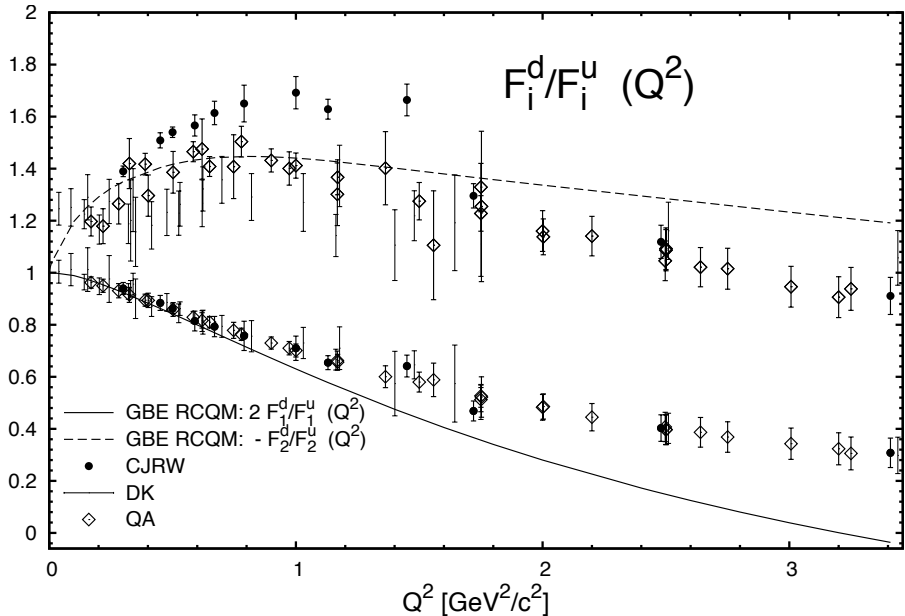 2
1.8
1.6
1.4
1.2
1
0.8
0.6
0.4
0.2
0
F_i^d/F_i^u (Q^2)
GBE RCQM: 2 F_1^d/F_1^u (Q^2)
GBE RCQM: - F_2^d/F_2^u (Q^2)
CJRW
DK
QA
0 1 2 3
Q^2 [GeV^2/c^2]